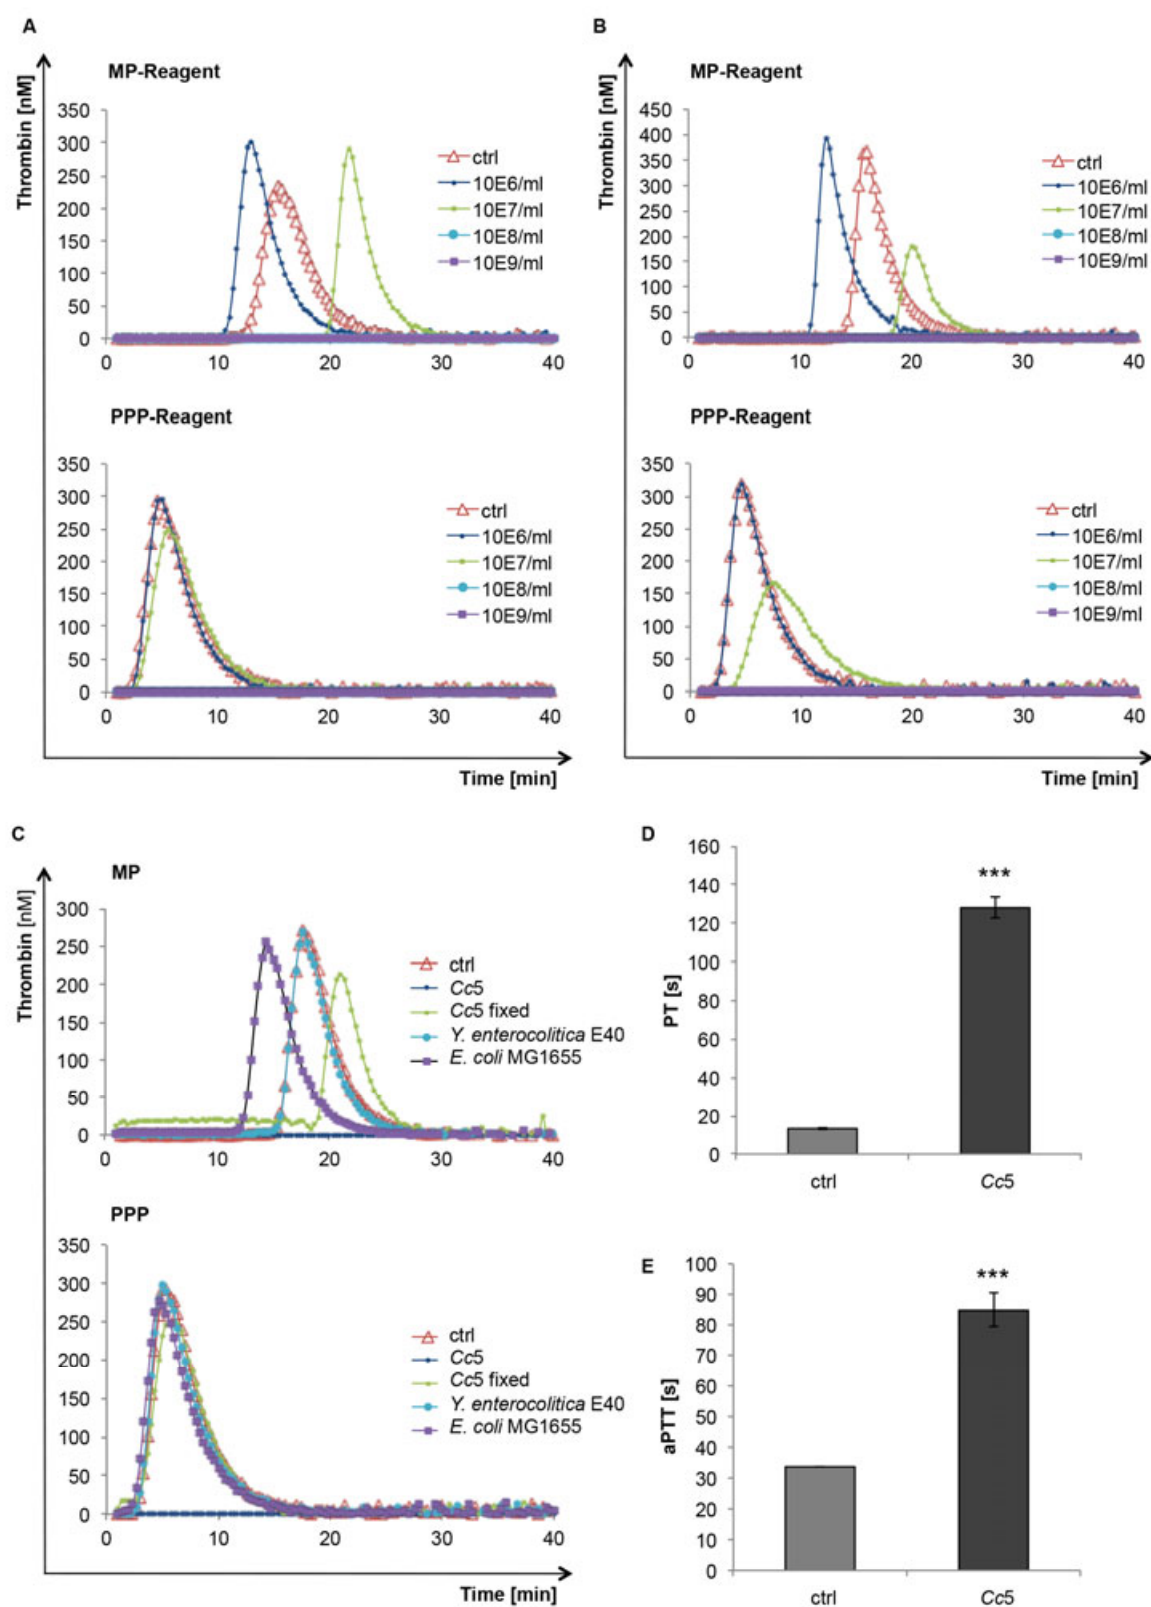 A
MP-Reagent
Thrombin [nM]
350
300
250
200
150
100
50
0
0 10 20 30 40
ctrl
10E6/ml
10E7/ml
10E8/ml
10E9/ml
PPP-Reagent
350
300
250
200
150
100
50
0
0 10 20 30 40
ctrl
10E6/ml
10E7/ml
10E8/ml
10E9/ml
Time [min]
B
MP-Reagent
Thrombin [nM]
450
400
350
300
250
200
150
100
50
0
0 10 20 30 40
ctrl
10E6/ml
10E7/ml
10E8/ml
10E9/ml
PPP-Reagent
350
300
250
200
150
100
50
0
0 10 20 30 40
ctrl
10E6/ml
10E7/ml
10E8/ml
10E9/ml
Time [min]
C
MP
Thrombin [nM]
300
250
200
150
100
50
0
0 10 20 30 40
ctrl
Cc5
Cc5 fixed
Y. enterocolitica E40
E. coli MG1655
PPP
350
300
250
200
150
100
50
0
0 10 20 30 40
ctrl
Cc5
Cc5 fixed
Y. enterocolitica E40
E. coli MG1655
Time [min]
D
PT [s]
160
140
120
100
80
60
40
20
0
***
ctrl Cc5
E
aPTT [s]
100
90
80
70
60
50
40
30
20
10
0
***
ctrl Cc5